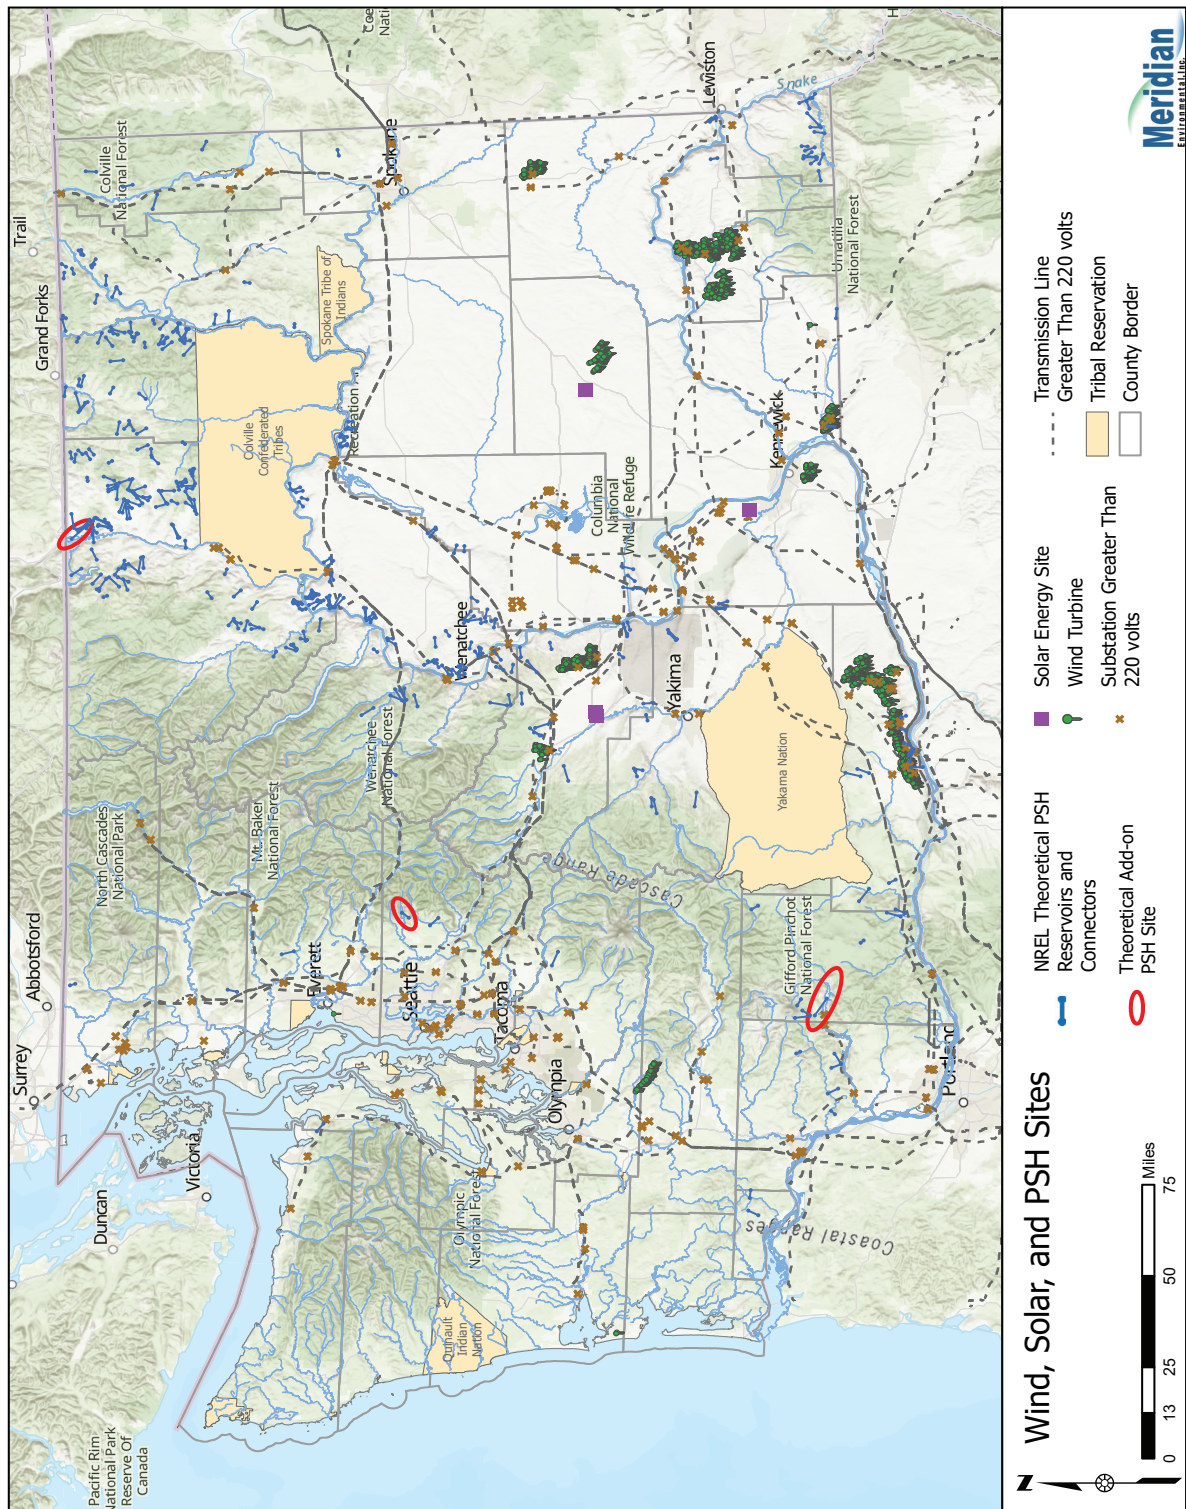 Pacific Rim
National Park
Reserve Of
Canada
Duncan
Victoria
Surrey
Abbotsford
Grand Forks
Trail
North Cascades
National Park
Mt. Baker
National Forest
Colville
National Forest
Coe
Nati
H
Colville
Confederated
Tribes
Spokane Tribe of
Indians
Spokane
Recreation A
Everett
Seattle
Tacoma
Olympia
Olympic
National Forest
Quinault
Indian
Nation
Wenatchee
National Forest
Wenatchee
Columbia
National
Wildlife Refuge
Cascade Range
Yakima
Yakama Nation
Kennewick
Lewiston
Snake
Umatilla
National Forest
Gifford Pinchot
National Forest
Coastal Ranges
Portland
Wind, Solar, and PSH Sites
N
0 13 25 50 75
Miles
NREL Theoretical PSH
Reservoirs and
Connectors
Theoretical Add-on
PSH Site
Solar Energy Site
Wind Turbine
Substation Greater Than
220 volts
Transmission Line
Greater Than 220 volts
Tribal Reservation
County Border
Meridian
Environmental, Inc.